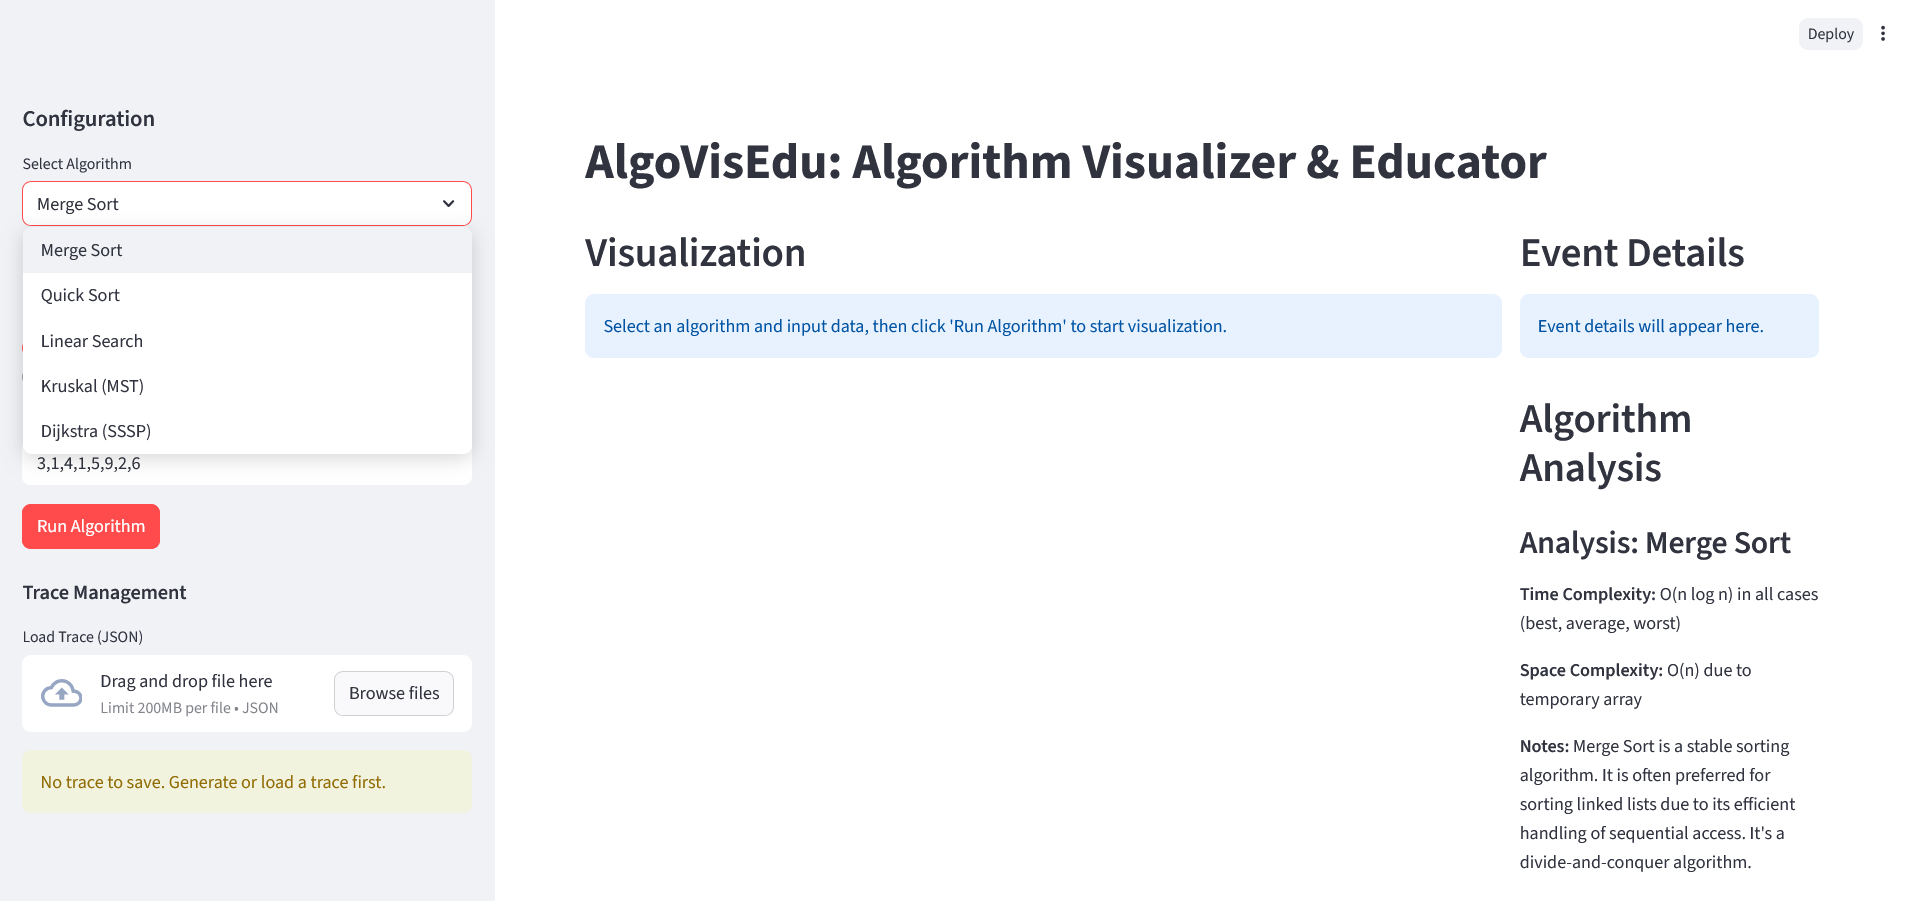 Deploy
Configuration
Select Algorithm
Merge Sort
Merge Sort
Quick Sort
Linear Search
Kruskal (MST)
Dijkstra (SSSP)
3,1,4,1,5,9,2,6
Run Algorithm
Trace Management
Load Trace (JSON)
Drag and drop file here
Limit 200MB per file • JSON
Browse files
No trace to save. Generate or load a trace first.
AlgoVisEdu: Algorithm Visualizer & Educator
Visualization
Select an algorithm and input data, then click 'Run Algorithm' to start visualization.
Event Details
Event details will appear here.
Algorithm
Analysis
Analysis: Merge Sort
Time Complexity: O(n log n) in all cases
(best, average, worst)
Space Complexity: O(n) due to
temporary array
Notes: Merge Sort is a stable sorting
algorithm. It is often preferred for
sorting linked lists due to its efficient
handling of sequential access. It's a
divide-and-conquer algorithm.